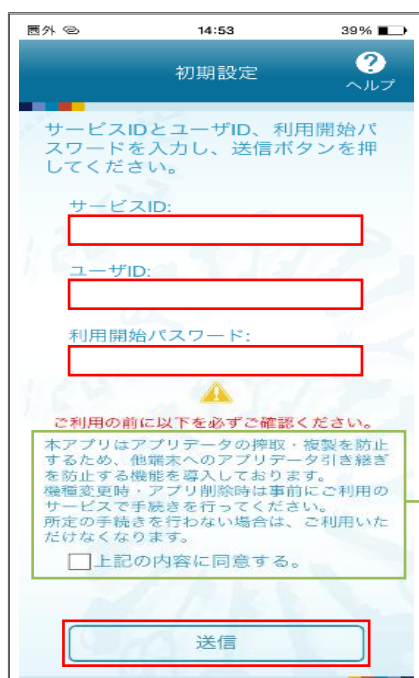 圏外 14:53 39%
初期設定
?
ヘルプ
サービスIDとユーザID、利用開始パ
スワードを入力し、送信ボタンを押
してください。
サービスID:
ユーザID:
利用開始パスワード:
ご利用の前に以下を必ずご確認ください。
本アプリはアプリデータの搾取・複製を防止
するため、他端末へのアプリデータ引き継ぎ
を防止する機能を導入しております。
機種変更時・アプリ削除時は事前にご利用の
サービスで手続きを行ってください。
所定の手続きを行わない場合は、ご利用いた
だけなくなります。
上記の内容に同意する。
送信